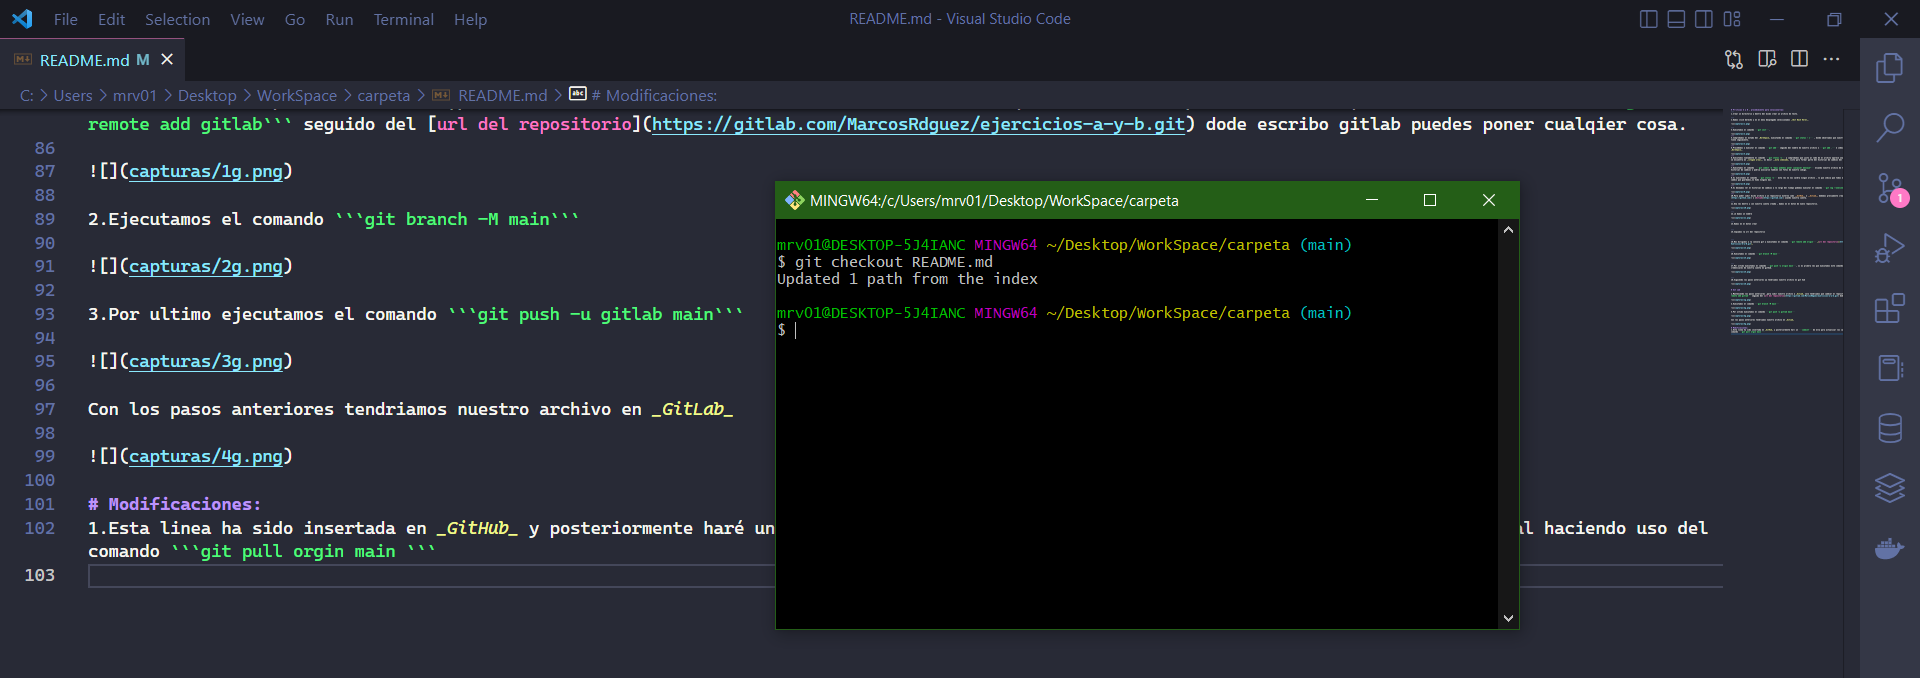 File Edit Selection View Go Run Terminal Help
README.md - Visual Studio Code
README.md M
C: > Users > mrv01 > Desktop > WorkSpace > carpeta > README.md > # Modificaciones:
remote add gitlab``` seguido del [url del repositorio](https://gitlab.com/MarcosRdguez/ejercicios-a-y-b.git) dode escribo gitlab puedes poner cualqier cosa.
86
87 ![](capturas/1g.png)
88
89 2.Ejecutamos el comando ```git branch -M main```
90
91 ![](capturas/2g.png)
92
93 3.Por ultimo ejecutamos el comando ```git push -u gitlab main```
94
95 ![](capturas/3g.png)
96
97 Con los pasos anteriores tendriamos nuestro archivo en _GitLab_
98
99 ![](capturas/4g.png)
100
101 # Modificaciones:
102 1.Esta linea ha sido insertada en _GitHub_ y posteriormente haré un al haciendo uso del
comando ```git pull orgin main ```
103
MINGW64:/c/Users/mrv01/Desktop/WorkSpace/carpeta
mrv01@DESKTOP-5J4IANC MINGW64 ~/Desktop/WorkSpace/carpeta (main)
$ git checkout README.md
Updated 1 path from the index
mrv01@DESKTOP-5J4IANC MINGW64 ~/Desktop/WorkSpace/carpeta (main)
$
1